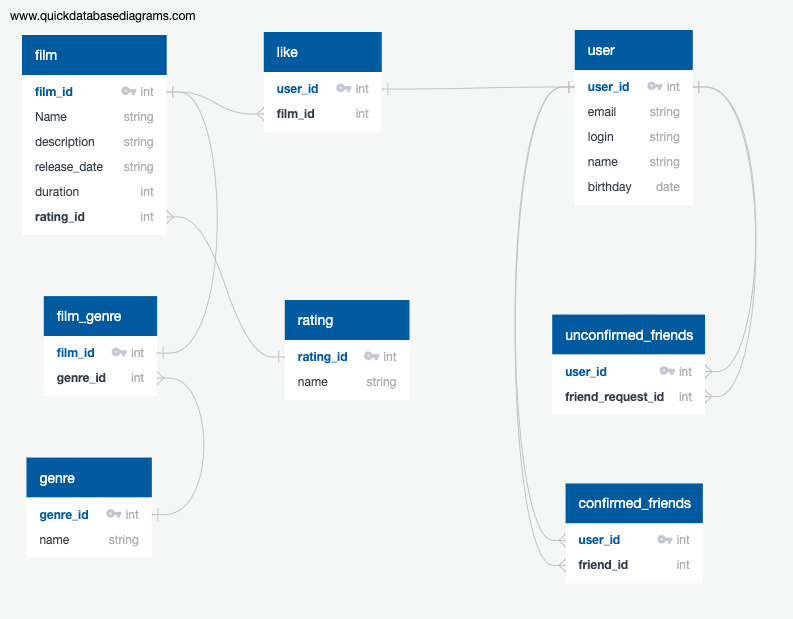 www.quickdatabasediagrams.com
film
film_id int
Name string
description string
release_date string
duration int
rating_id int
like
user_id int
film_id int
user
user_id int
email string
login string
name string
birthday date
film_genre
film_id int
genre_id int
rating
rating_id int
name string
unconfirmed_friends
user_id int
friend_request_id int
genre
genre_id int
name string
confirmed_friends
user_id int
friend_id int